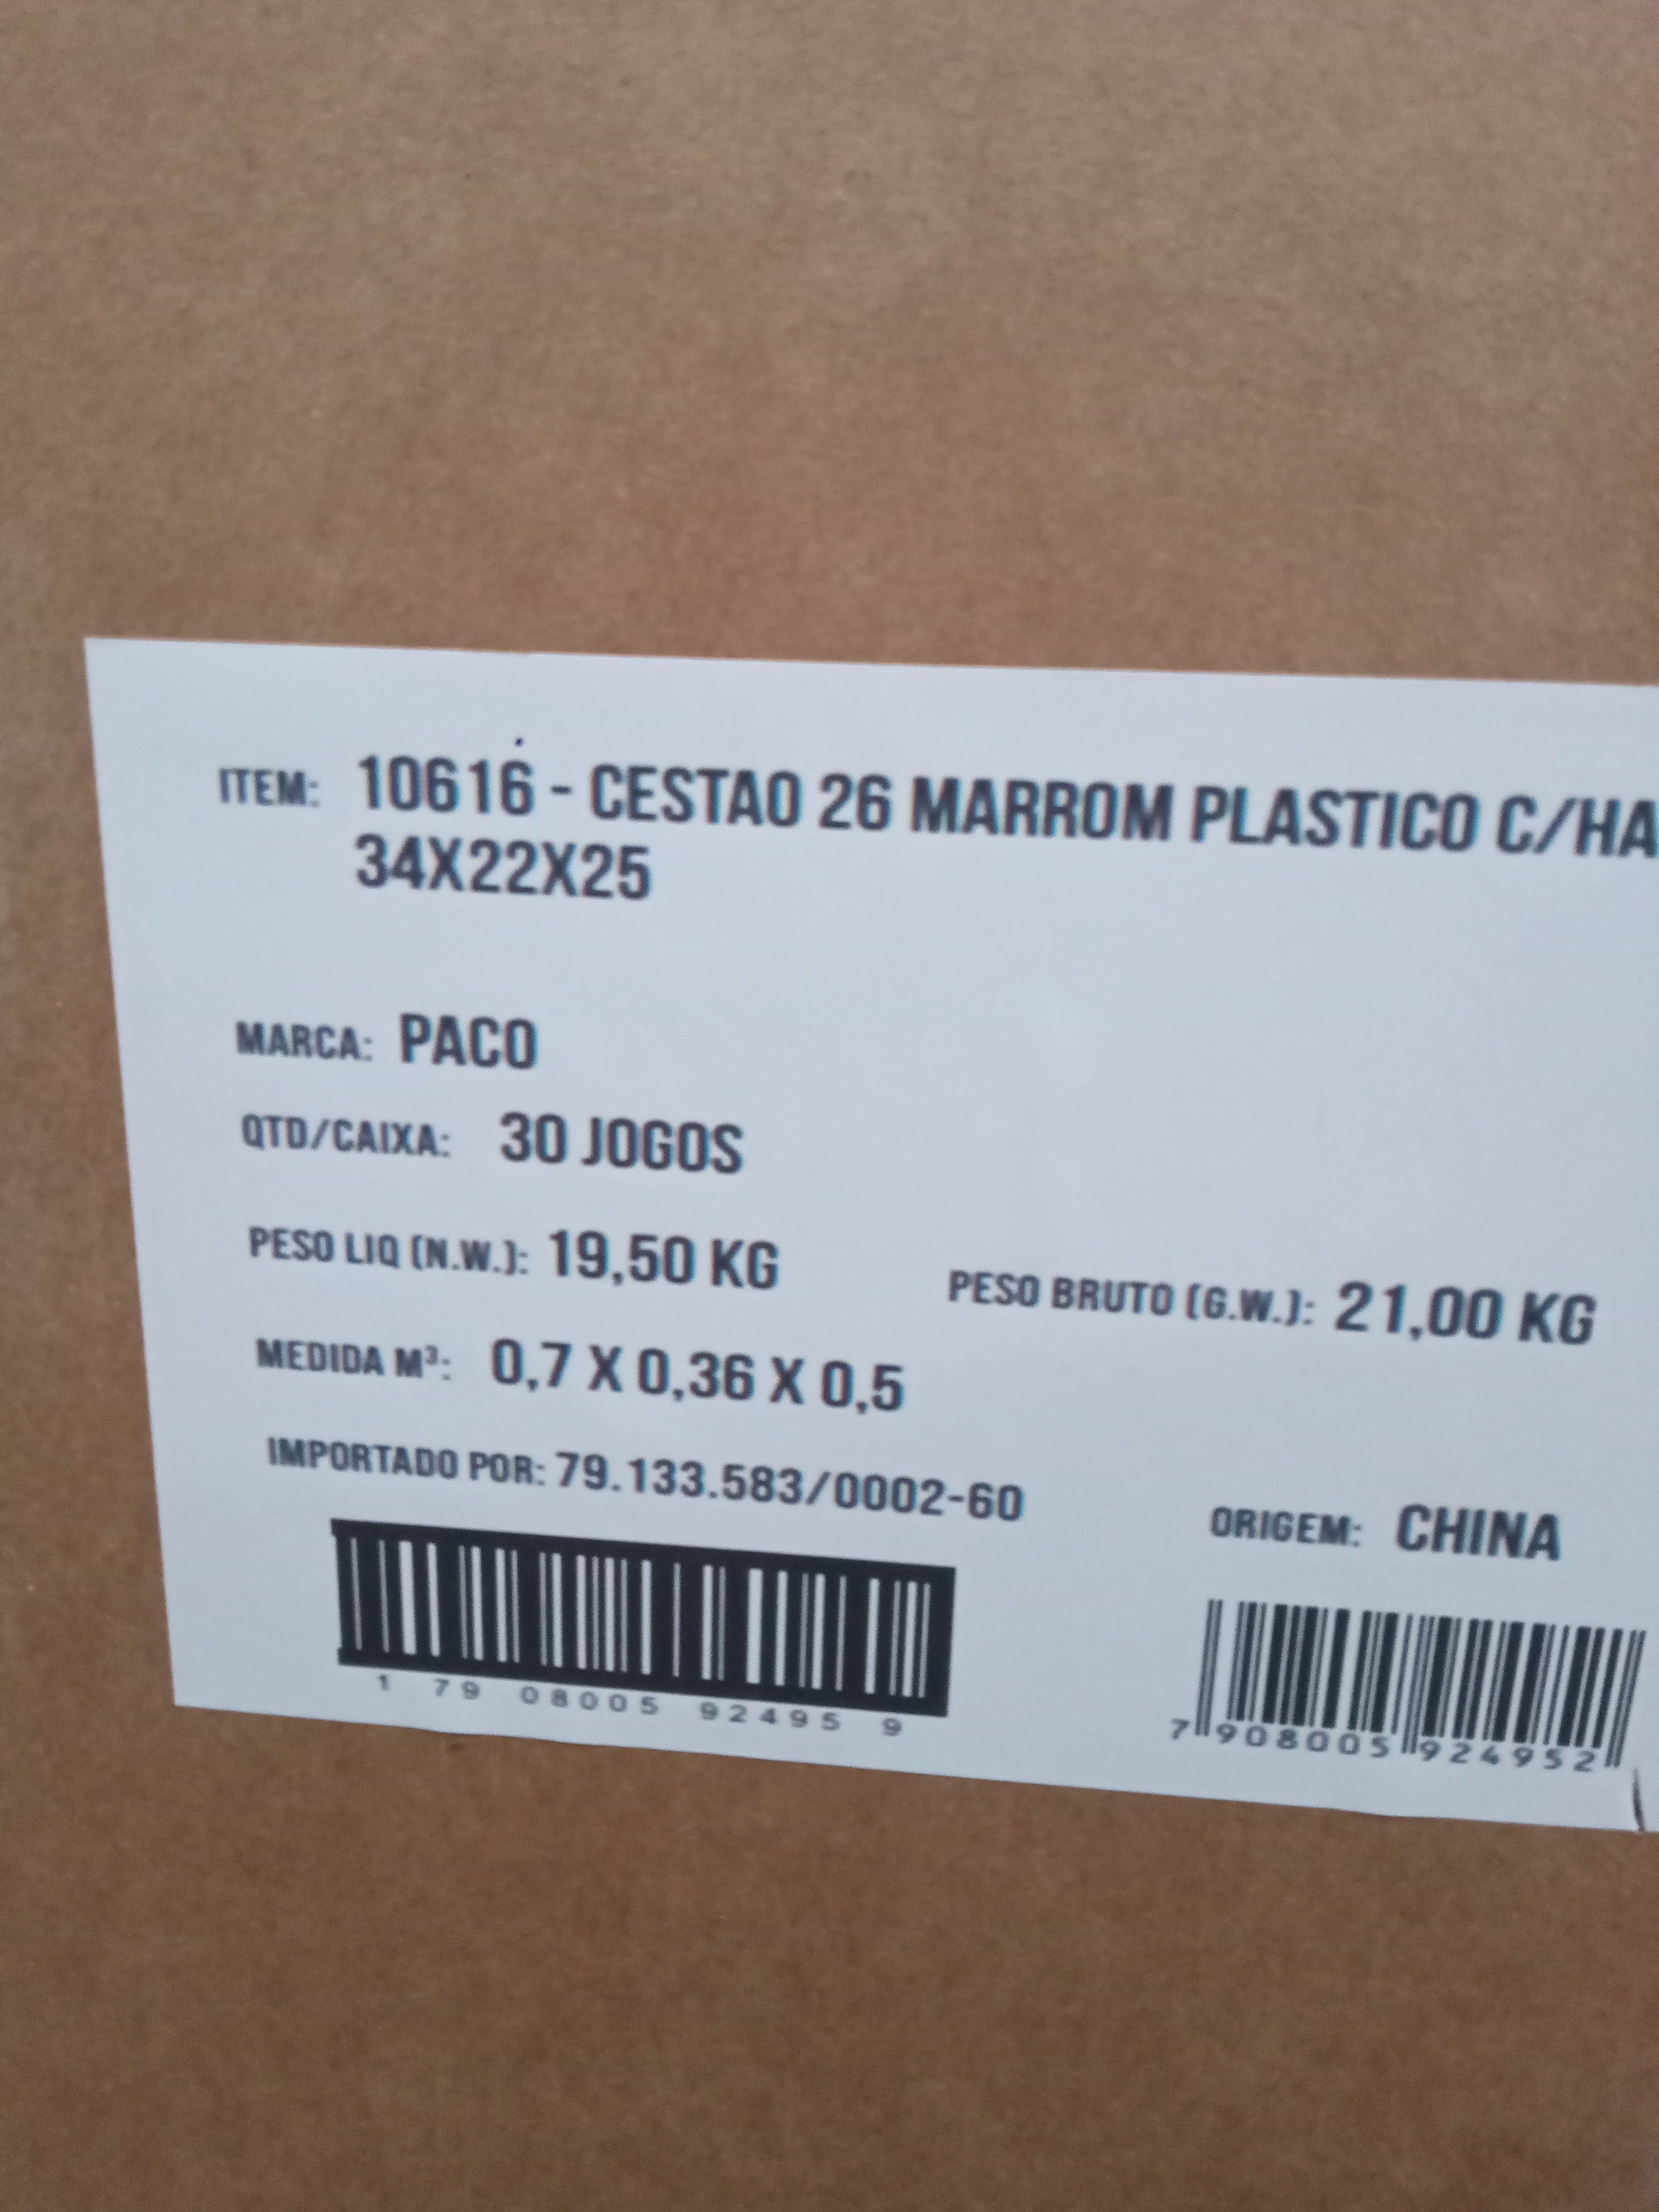 ITEM: 10616 - CESTAO 26 MARROM PLASTICO C/HA
34X22X25
MARCA: PACO
QTD/CAIXA: 30 JOGOS
PESO LIQ (N.W.): 19,50 KG PESO BRUTO (G.W.): 21,00 KG
MEDIDA M³: 0,7 X 0,36 X 0,5
IMPORTADO POR: 79.133.583/0002-60
ORIGEM: CHINA
1 79 08005 92495 9
7 908005 924952